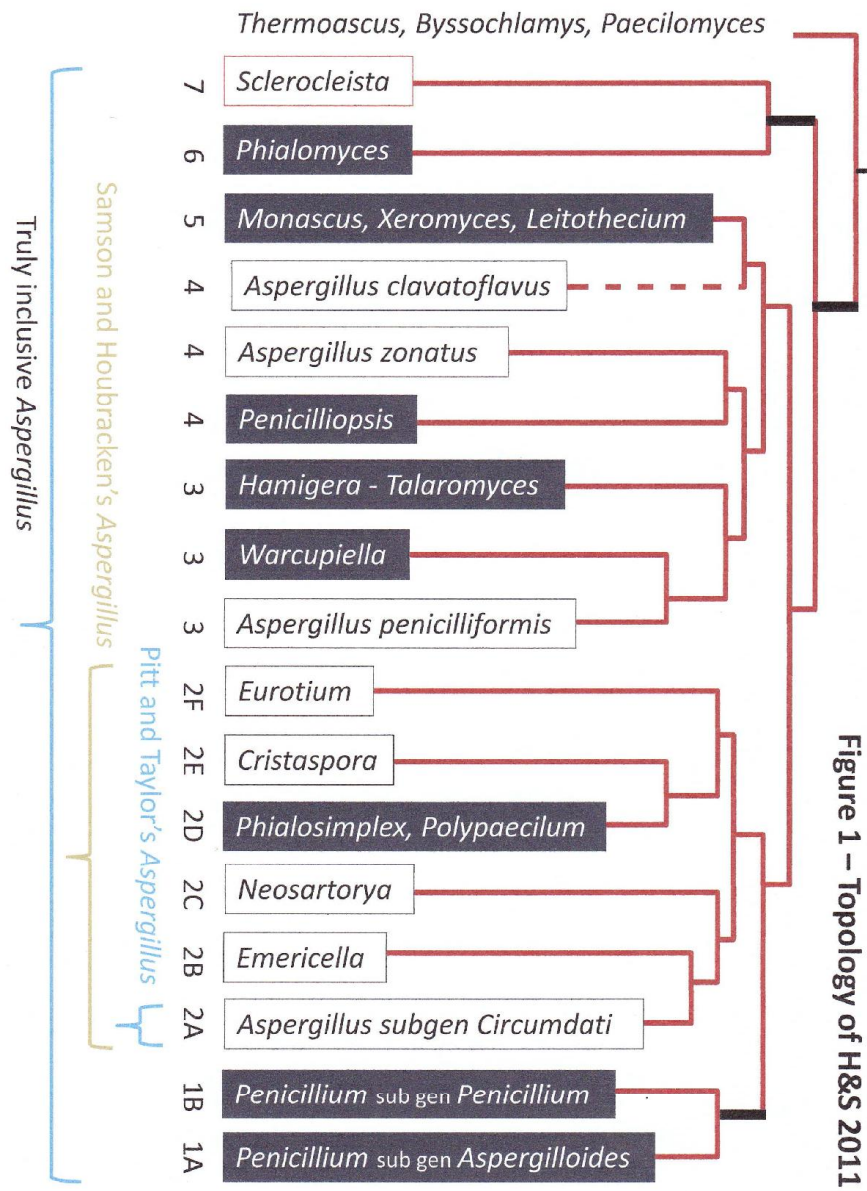 Figure 1 – Topology of H&S 2011
Thermoascus, Byssochlamys, Paecilomyces
7 Sclerocleista
6 Phialomyces
5 Monascus, Xeromyces, Leitothecium
4 Aspergillus clavatoflavus
4 Aspergillus zonatus
4 Penicilliopsis
3 Hamigera - Talaromyces
3 Warcupiella
3 Aspergillus penicilliformis
2F Eurotium
2E Cristaspora
2D Phialosimplex, Polypaecilum
2C Neosartorya
2B Emericella
2A Aspergillus subgen Circumdati
1B Penicillium sub gen Penicillium
1A Penicillium sub gen Aspergilloides
Pitt and Taylor's Aspergillus
Samson and Houbracken's Aspergillus
Truly inclusive Aspergillus